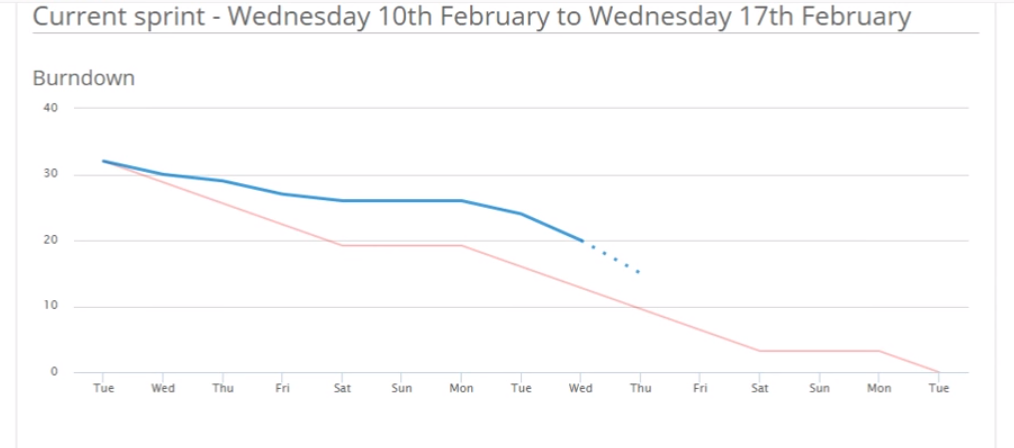 Current sprint - Wednesday 10th February to Wednesday 17th February
Burndown
40
30
20
10
0
Tue Wed Thu Fri Sat Sun Mon Tue Wed Thu Fri Sat Sun Mon Tue